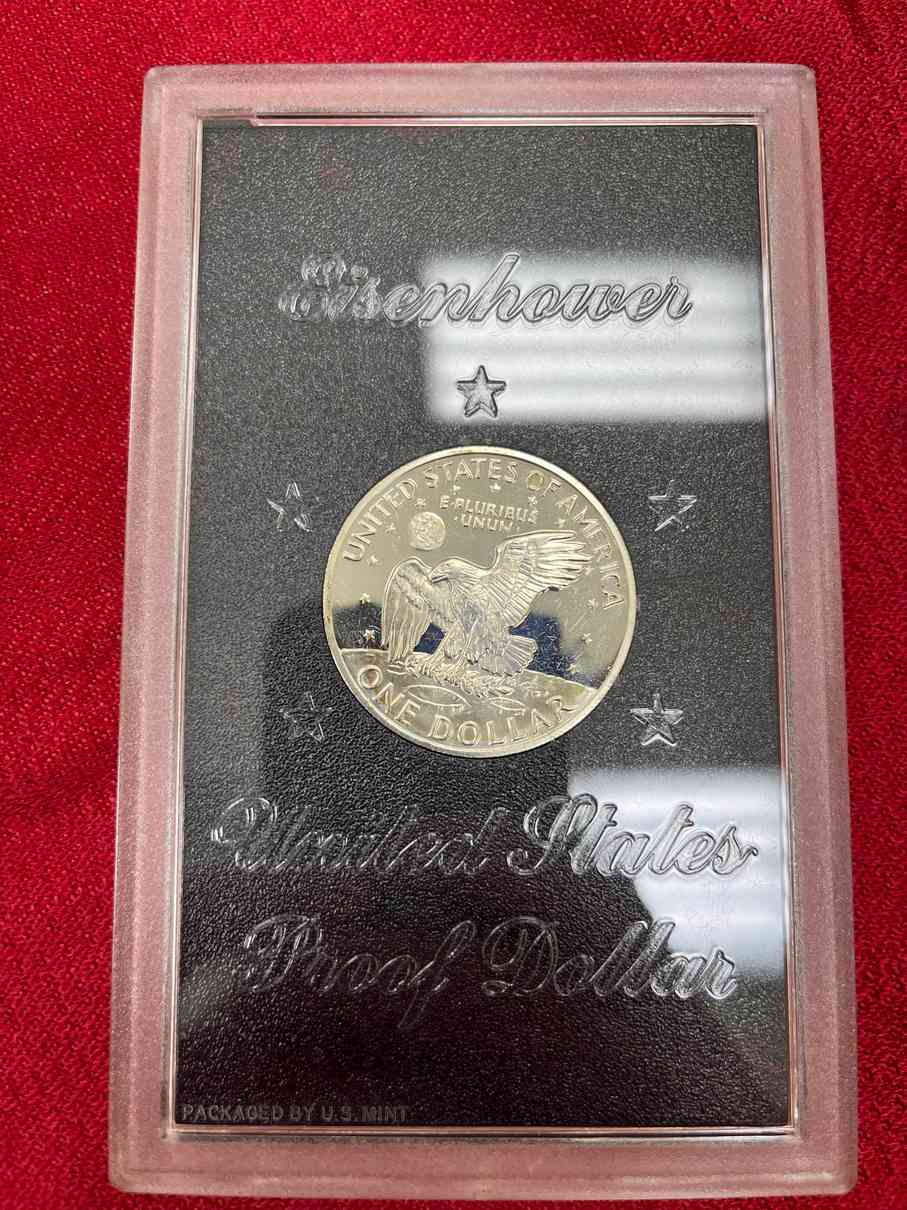 Eisenhower
UNITED STATES OF AMERICA
E·PLURIBUS
·UNUM·
ONE DOLLAR
United States
Proof Dollar
PACKAGED BY U.S. MINT